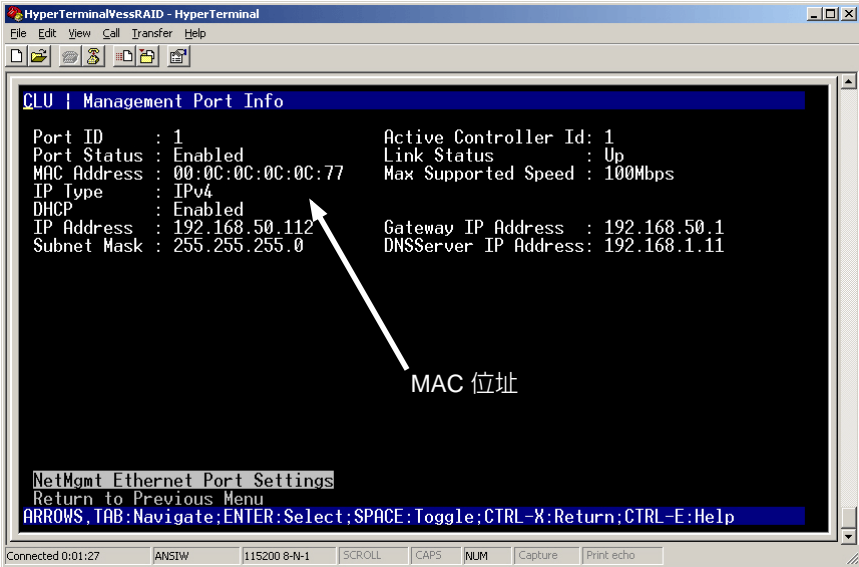 HyperTerminalVessRAID - HyperTerminal
File Edit View Call Transfer Help
CLU | Management Port Info
Port ID : 1 Active Controller Id: 1
Port Status : Enabled Link Status : Up
MAC Address : 00:0C:0C:0C:0C:77 Max Supported Speed : 100Mbps
IP Type : IPv4
DHCP : Enabled
IP Address : 192.168.50.112 Gateway IP Address : 192.168.50.1
Subnet Mask : 255.255.255.0 DNSServer IP Address: 192.168.1.11
MAC 位址
NetMgmt Ethernet Port Settings
Return to Previous Menu
ARROWS,TAB:Navigate;ENTER:Select;SPACE:Toggle;CTRL-X:Return;CTRL-E:Help
Connected 0:01:27 ANSIW 115200 8-N-1 SCROLL CAPS NUM Capture Print echo